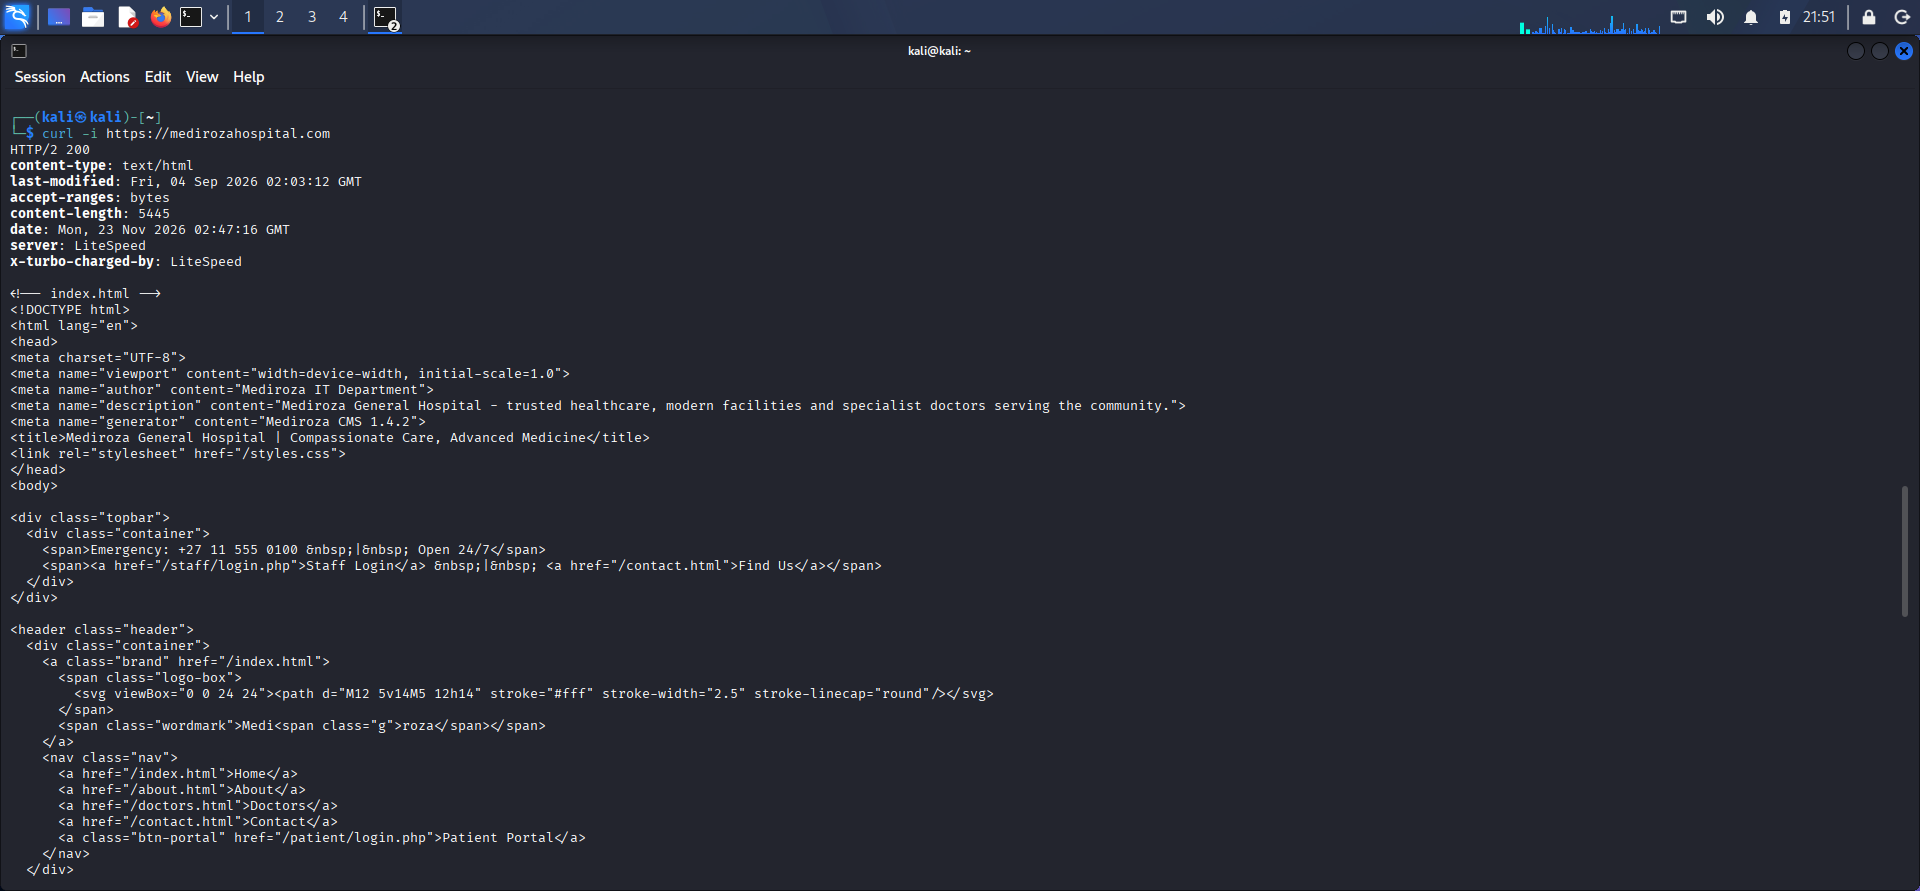 1 2 3 4 2 21:51
kali@kali: ~
Session Actions Edit View Help
┌──(kali㉿kali)-[~]
└─$ curl -i https://medirozahospital.com
HTTP/2 200
content-type: text/html
last-modified: Fri, 04 Sep 2026 02:03:12 GMT
accept-ranges: bytes
content-length: 5445
date: Mon, 23 Nov 2026 02:47:16 GMT
server: LiteSpeed
x-turbo-charged-by: LiteSpeed
<!-- index.html -->
<!DOCTYPE html>
<html lang="en">
<head>
<meta charset="UTF-8">
<meta name="viewport" content="width=device-width, initial-scale=1.0">
<meta name="author" content="Mediroza IT Department">
<meta name="description" content="Mediroza General Hospital - trusted healthcare, modern facilities and specialist doctors serving the community.">
<meta name="generator" content="Mediroza CMS 1.4.2">
<title>Mediroza General Hospital | Compassionate Care, Advanced Medicine</title>
<link rel="stylesheet" href="/styles.css">
</head>
<body>
<div class="topbar">
<div class="container">
<span>Emergency: +27 11 555 0100 &nbsp;|&nbsp; Open 24/7</span>
<span><a href="/staff/login.php">Staff Login</a> &nbsp;|&nbsp; <a href="/contact.html">Find Us</a></span>
</div>
</div>
<header class="header">
<div class="container">
<a class="brand" href="/index.html">
<span class="logo-box">
<svg viewBox="0 0 24 24"><path d="M12 5v14M5 12h14" stroke="#fff" stroke-width="2.5" stroke-linecap="round"/></svg>
</span>
<span class="wordmark">Medi<span class="g">roza</span></span>
</a>
<nav class="nav">
<a href="/index.html">Home</a>
<a href="/about.html">About</a>
<a href="/doctors.html">Doctors</a>
<a href="/contact.html">Contact</a>
<a class="btn-portal" href="/patient/login.php">Patient Portal</a>
</nav>
</div>